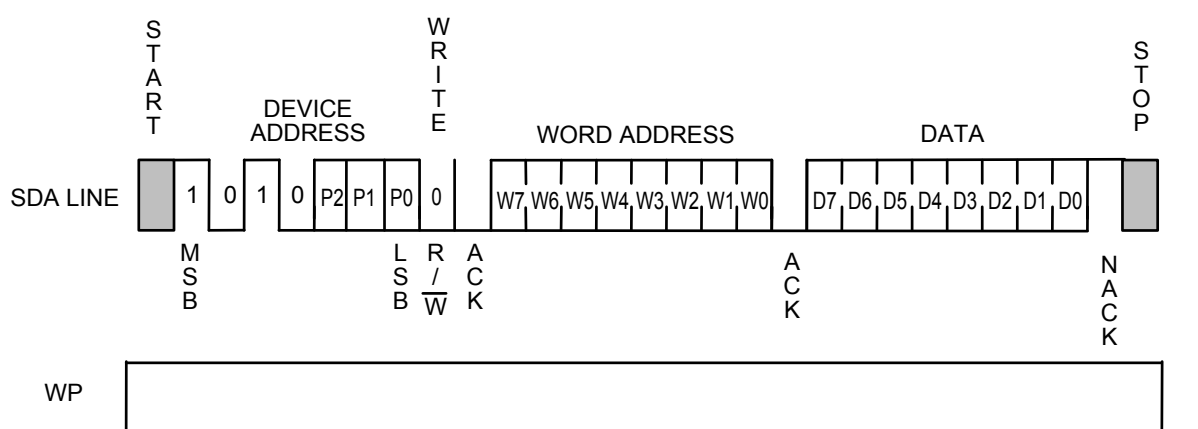 START
WRITE
STOP
DEVICE
ADDRESS
WORD ADDRESS
DATA
SDA LINE
1 0 1 0 P2 P1 P0 0 W7 W6 W5 W4 W3 W2 W1 W0 D7 D6 D5 D4 D3 D2 D1 D0
MSB
LSB
R/W̅
ACK
ACK
NACK
WP